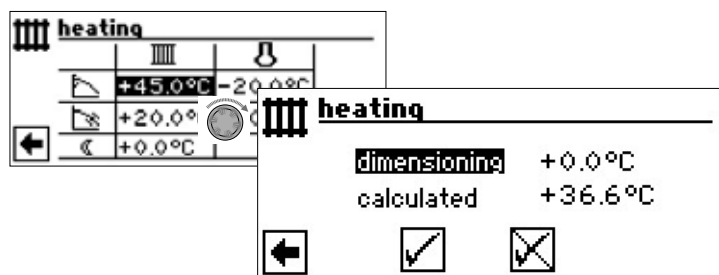 heating
+45.0°C -20.0°C
+20.0°
+0.0°C
heating
dimensioning +0.0°C
calculated +36.6°C